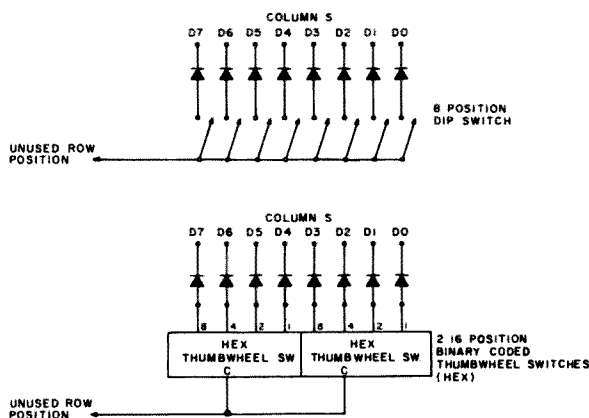 COLUMN S
D7 D6 D5 D4 D3 D2 D1 D0
8 POSITION
DIP SWITCH
UNUSED ROW
POSITION
COLUMN S
D7 D6 D5 D4 D3 D2 D1 D0
8 4 2 1 8 4 2 1
HEX
THUMBWHEEL SW
C
HEX
THUMBWHEEL SW.
C
2 16 POSITION
BINARY CODED
THUMBWHEEL SWITCHES
(HEX)
UNUSED ROW
POSITION